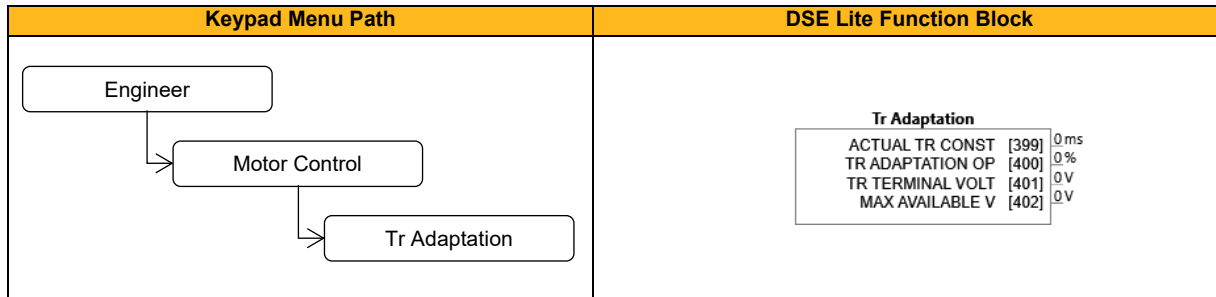 Keypad Menu Path
DSE Lite Function Block
Engineer
Motor Control
Tr Adaptation
Tr Adaptation
ACTUAL TR CONST [399] 0 ms
TR ADAPTATION OP [400] 0 %
TR TERMINAL VOLT [401] 0 V
MAX AVAILABLE V [402] 0 V